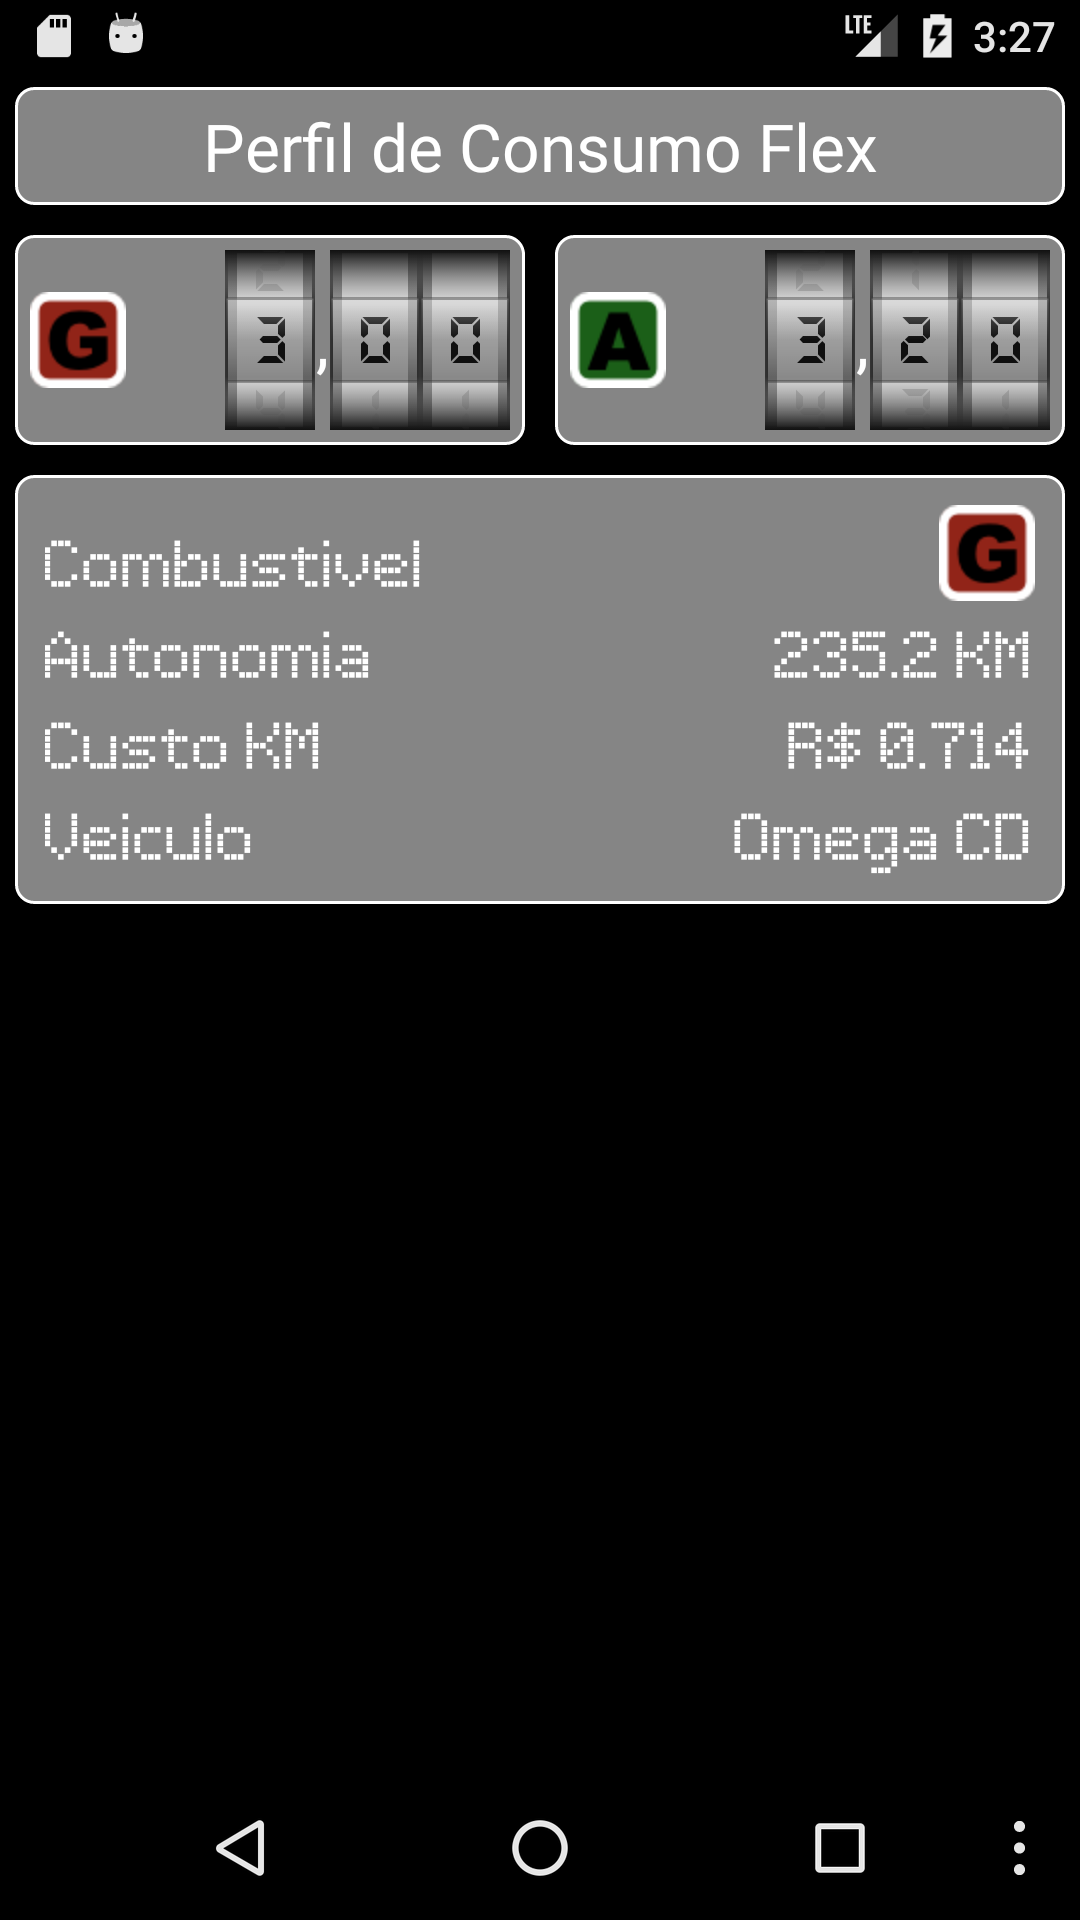 LTE 3:27
Perfil de Consumo Flex
G 3,00 A 3,20
Combustivel G
Autonomia 235.2 KM
Custo KM R$ 0.714
Veiculo Omega CD